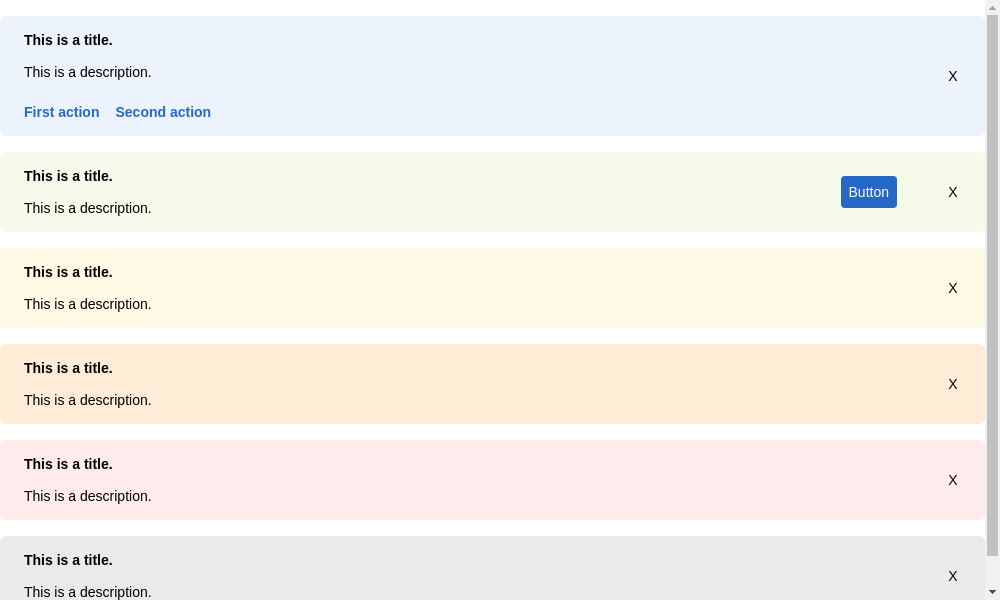 This is a title.
This is a description.
X
First action Second action
This is a title.
This is a description.
Button
X
This is a title.
This is a description.
X
This is a title.
This is a description.
X
This is a title.
This is a description.
X
This is a title.
This is a description.
X